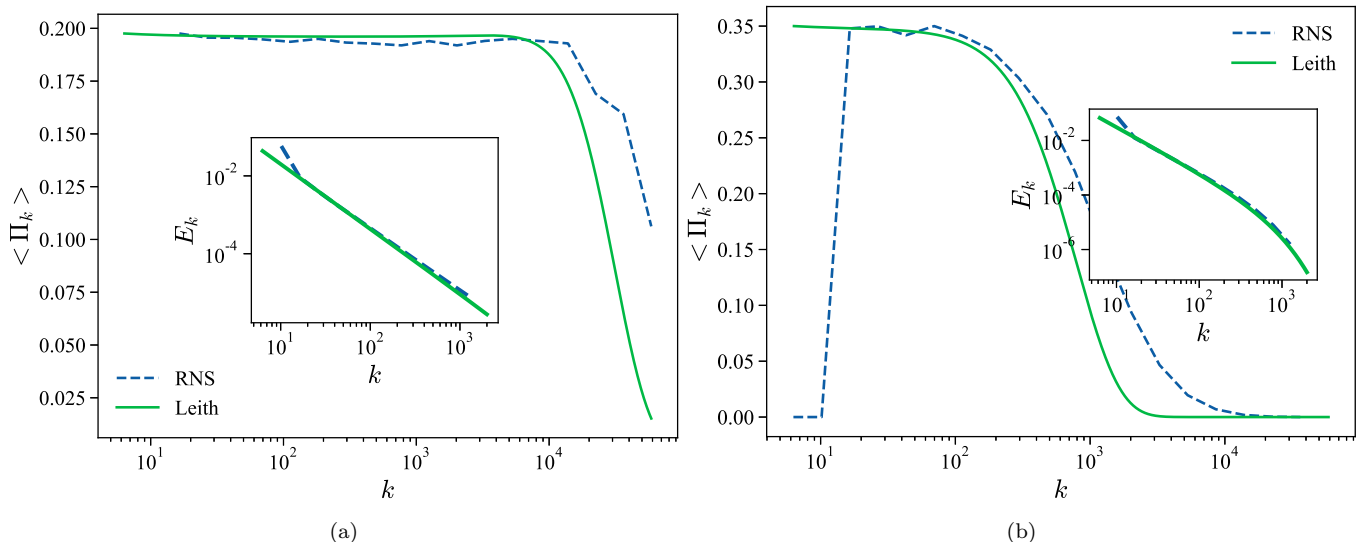 0.200
0.175
0.150
0.125
0.100
0.075
0.050
0.025
< Π_k >
10^1
10^2
10^3
10^4
10^5
k
RNS
Leith
10^-2
10^-4
E_k
10^1
10^2
10^3
k
(a)
0.35
0.30
0.25
0.20
0.15
0.10
0.05
0.00
< Π_k >
10^1
10^2
10^3
10^4
k
RNS
Leith
10^-2
10^-4
10^-6
E_k
10^1
10^2
10^3
k
(b)